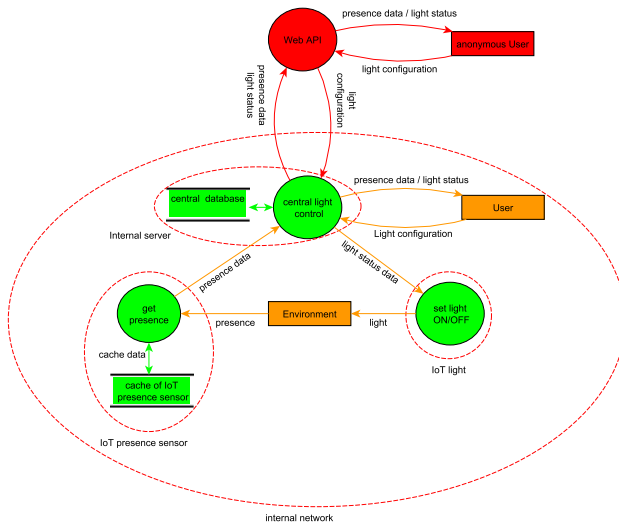 presence data / light status
Web API
anonymous User
light configuration
presence data
light status
light
configuration
central  database
central light
control
presence data / light status
User
Light configuration
Internal server
presence data
light status data
get
presence
Environment
set light
ON/OFF
presence
light
cache data
IoT light
cache of IoT
presence sensor
IoT presence sensor
internal network